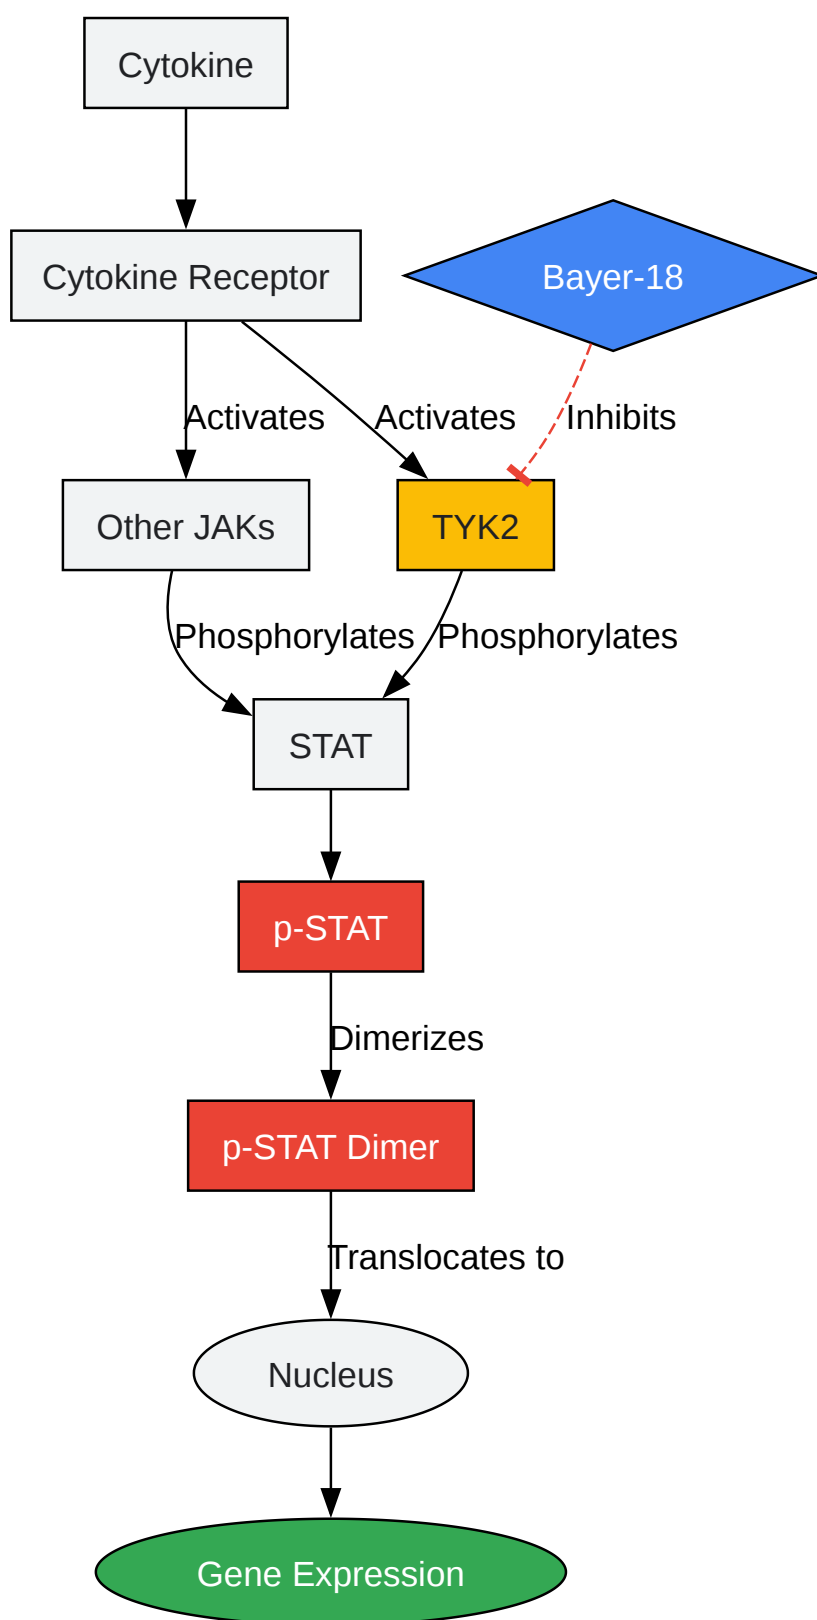 Cytokine
Cytokine Receptor
Bayer-18
Activates
Activates
Inhibits
Other JAKs
TYK2
Phosphorylates
Phosphorylates
STAT
p-STAT
Dimerizes
p-STAT Dimer
Translocates to
Nucleus
Gene Expression